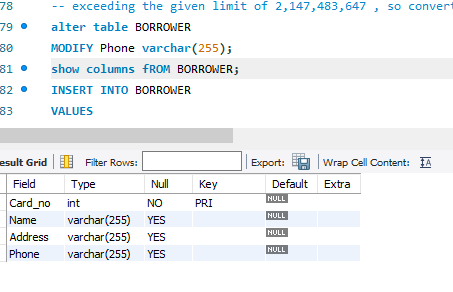 78 -- exceeding the given limit of 2,147,483,647 , so convert
79 alter table BORROWER
80 MODIFY Phone varchar(255);
81 show columns fROM BORROWER;
82 INSERT INTO BORROWER
83 VALUES
esult Grid Filter Rows: Export: Wrap Cell Content: IA
Field Type Null Key Default Extra
Card_no int NO PRI NULL
Name varchar(255) YES NULL
Address varchar(255) YES NULL
Phone varchar(255) YES NULL